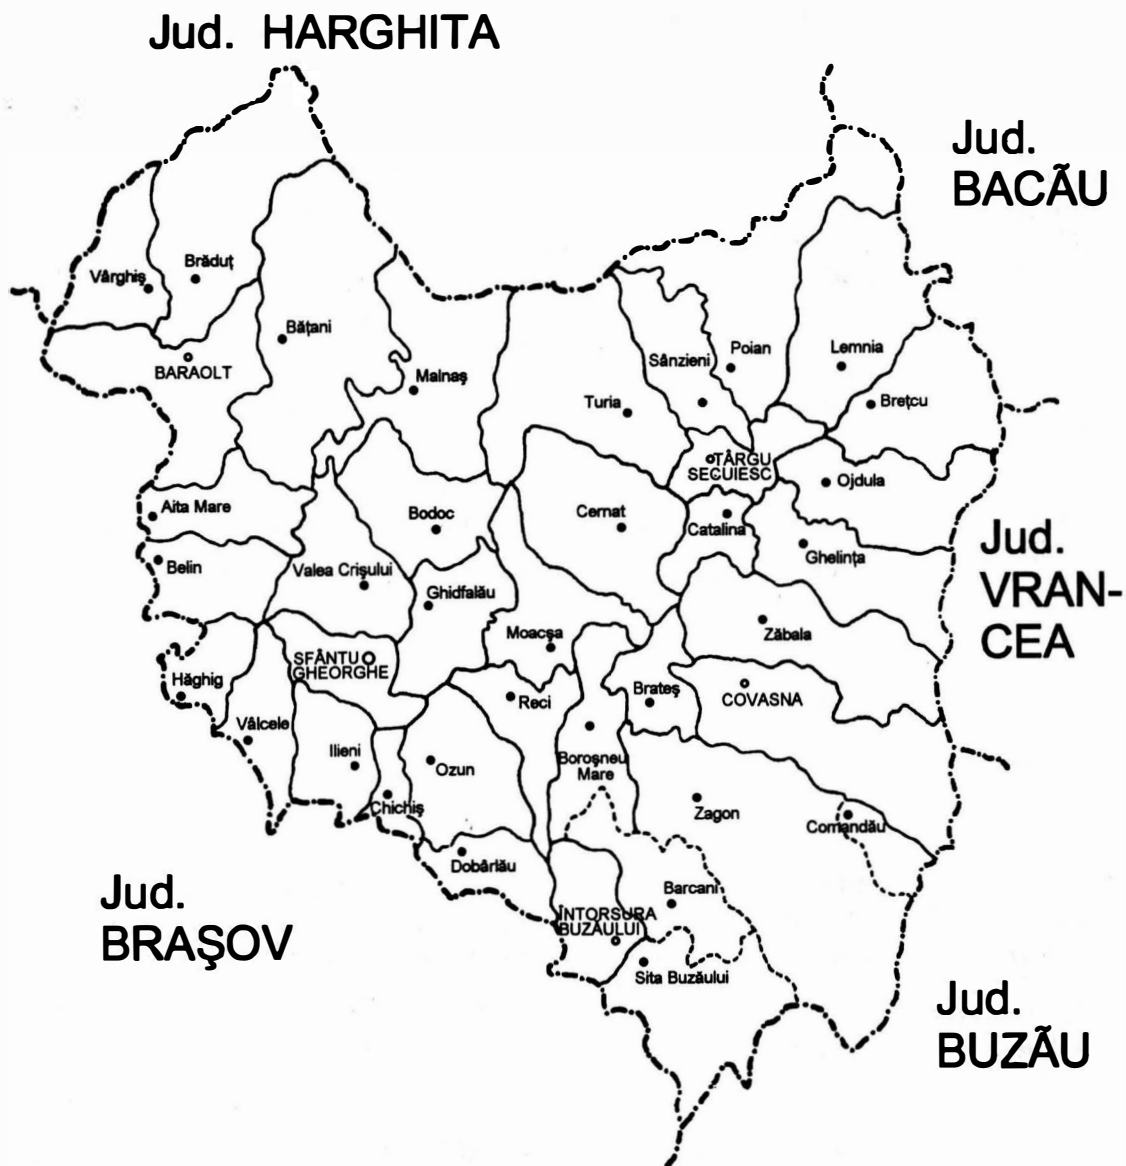 Jud. HARGHITA
Jud.
BACÃU
Vârghiş
Brăduţ
Băţani
BARAOLT
Malnaş
Sânzieni
Poian
Lemnia
Turia
Breţcu
TÂRGU
SECUIESC
Ojdula
Aita Mare
Bodoc
Cernat
Catalina
Ghelinţa
Jud.
VRAN-
CEA
Belin
Valea Crişului
Ghidfalău
Moacşa
Zăbala
SFÂNTU
GHEORGHE
Hăghig
Reci
Brateş
COVASNA
Vâlcele
Ilieni
Ozun
Boroşneu
Mare
Chichiş
Zagon
Comandău
Dobârlău
Jud.
BRAŞOV
Barcani
ÎNTORSURA
BUZĂULUI
Sita Buzăului
Jud.
BUZÃU